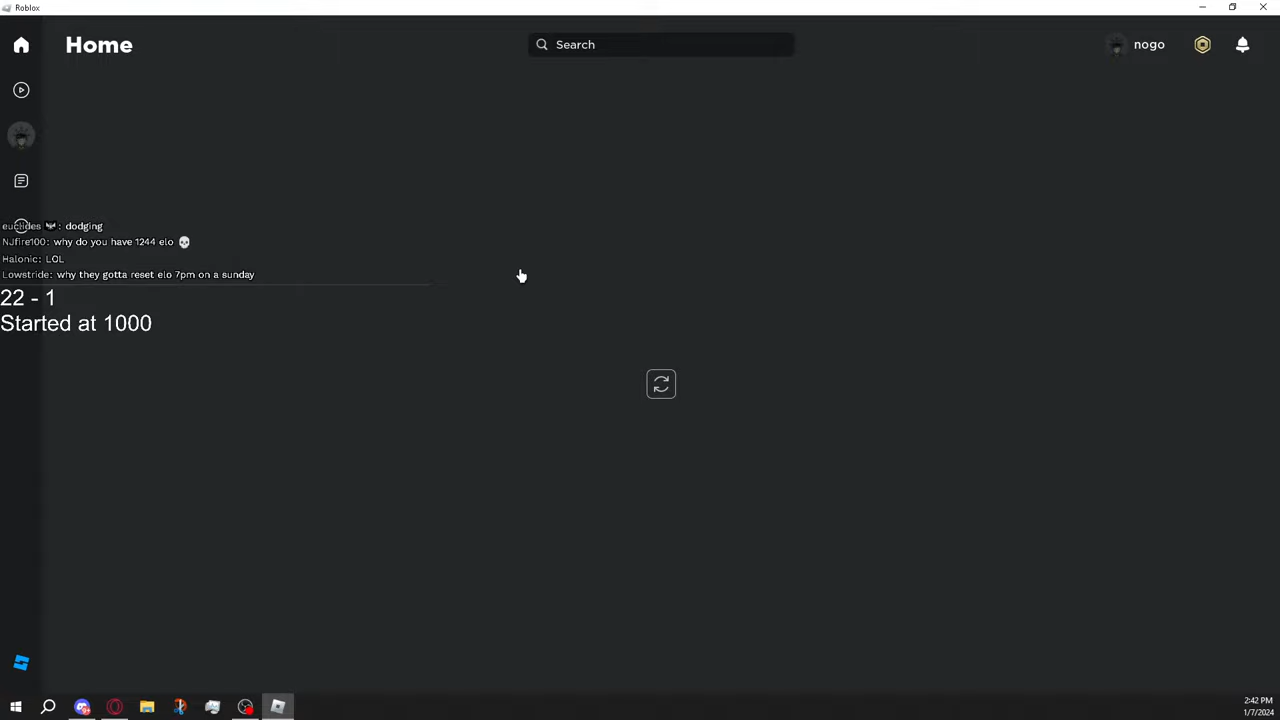 Roblox
Home
Search
nogo
euclides : dodging
NJfire100: why do you have 1244 elo 💀
Halonic: LOL
Lowstride: why they gotta reset elo 7pm on a sunday
22 - 1
Started at 1000
2:42 PM
1/7/2024